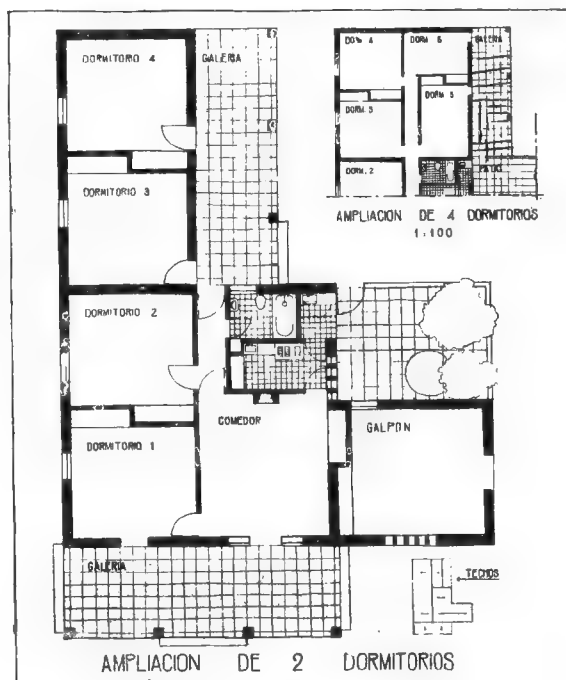 DORMITORIO 4
GALERIA
DORMITORIO 3
DORMITORIO 2
DORMITORIO 1
COMEDOR
GALPON
GALERIA
TECHOS
AMPLIACION DE 2 DORMITORIOS
DORM 4
DORM 6
GALERIA
DORM. 3
DORM 5
DORM. 2
PATIO
AMPLIACION DE 4 DORMITORIOS
1:100